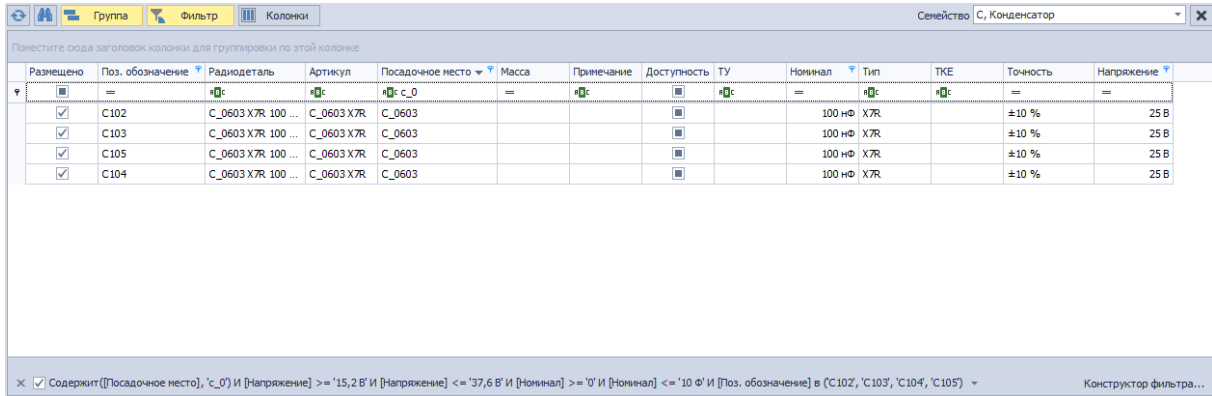 Группа Фильтр Колонки Семейство C, Конденсатор
Поместите сюда заголовок колонки для группировки по этой колонке
Размещено Поз. обозначение Радиодеталь Артикул Посадочное место Масса Примечание Доступность ТУ Номинал Тип ТКЕ Точность Напряжение
= c_0 = = = =
C102 C_0603 X7R 100 ... C_0603 X7R C_0603 100 нФ X7R ±10 % 25 В
C103 C_0603 X7R 100 ... C_0603 X7R C_0603 100 нФ X7R ±10 % 25 В
C105 C_0603 X7R 100 ... C_0603 X7R C_0603 100 нФ X7R ±10 % 25 В
C104 C_0603 X7R 100 ... C_0603 X7R C_0603 100 нФ X7R ±10 % 25 В
Содержит([Посадочное место], 'c_0') И [Напряжение] >= '15,2 В' И [Напряжение] <= '37,6 В' И [Номинал] >= '0' И [Номинал] <= '10 Ф' И [Поз. обозначение] в ('C102', 'C103', 'C104', 'C105') Конструктор фильтра...